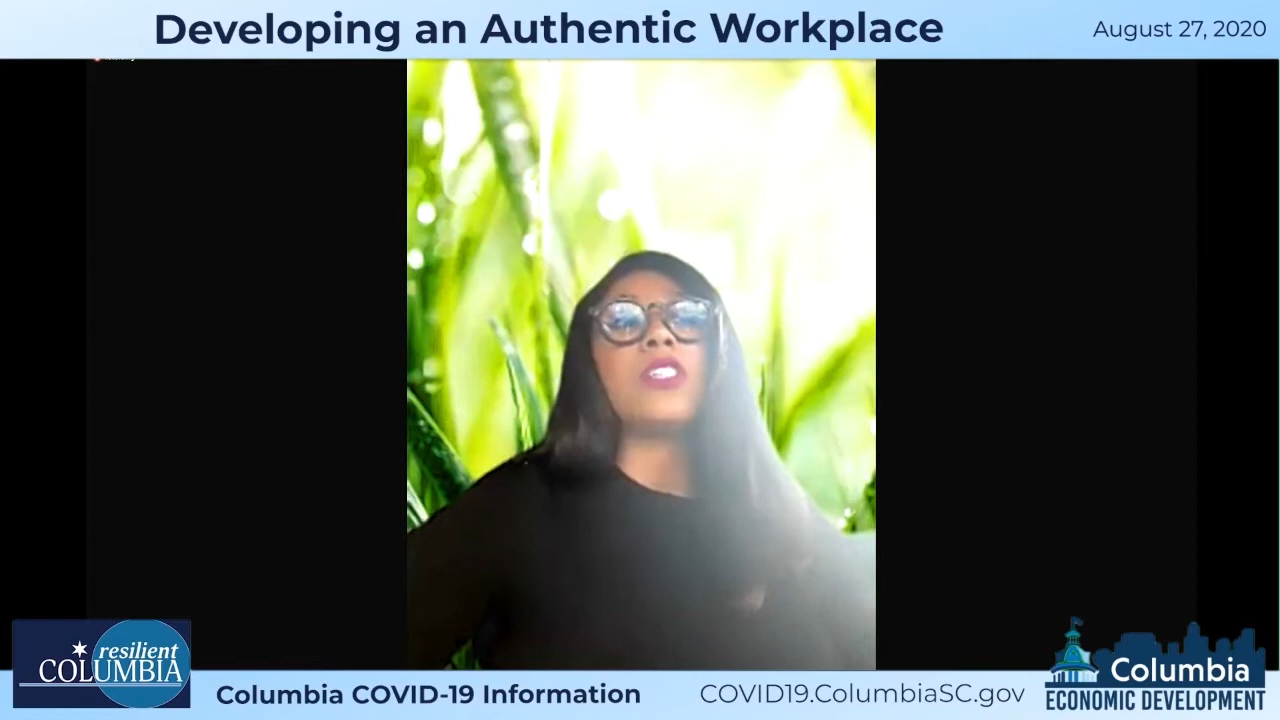 Developing an Authentic Workplace
August 27, 2020
resilient
COLUMBIA
Columbia COVID-19 Information
COVID19.ColumbiaSC.gov
Columbia
ECONOMIC DEVELOPMENT